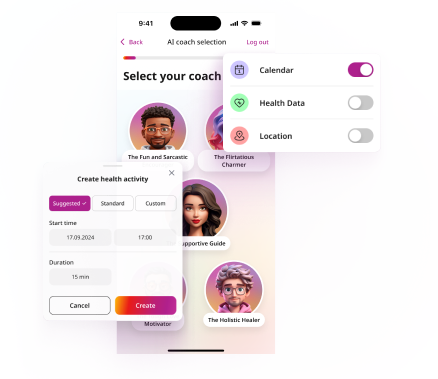 9:41
Back
AI coach selection
Log out
Select your coach
Calendar
Health Data
Location
The Fun and Sarcastic
The Flirtatious
Charmer
Create health activity
Suggested
Standard
Custom
Start time
17.09.2024
17:00
Duration
15 min
Cancel
Create
upportive Guide
Motivator
The Holistic Healer